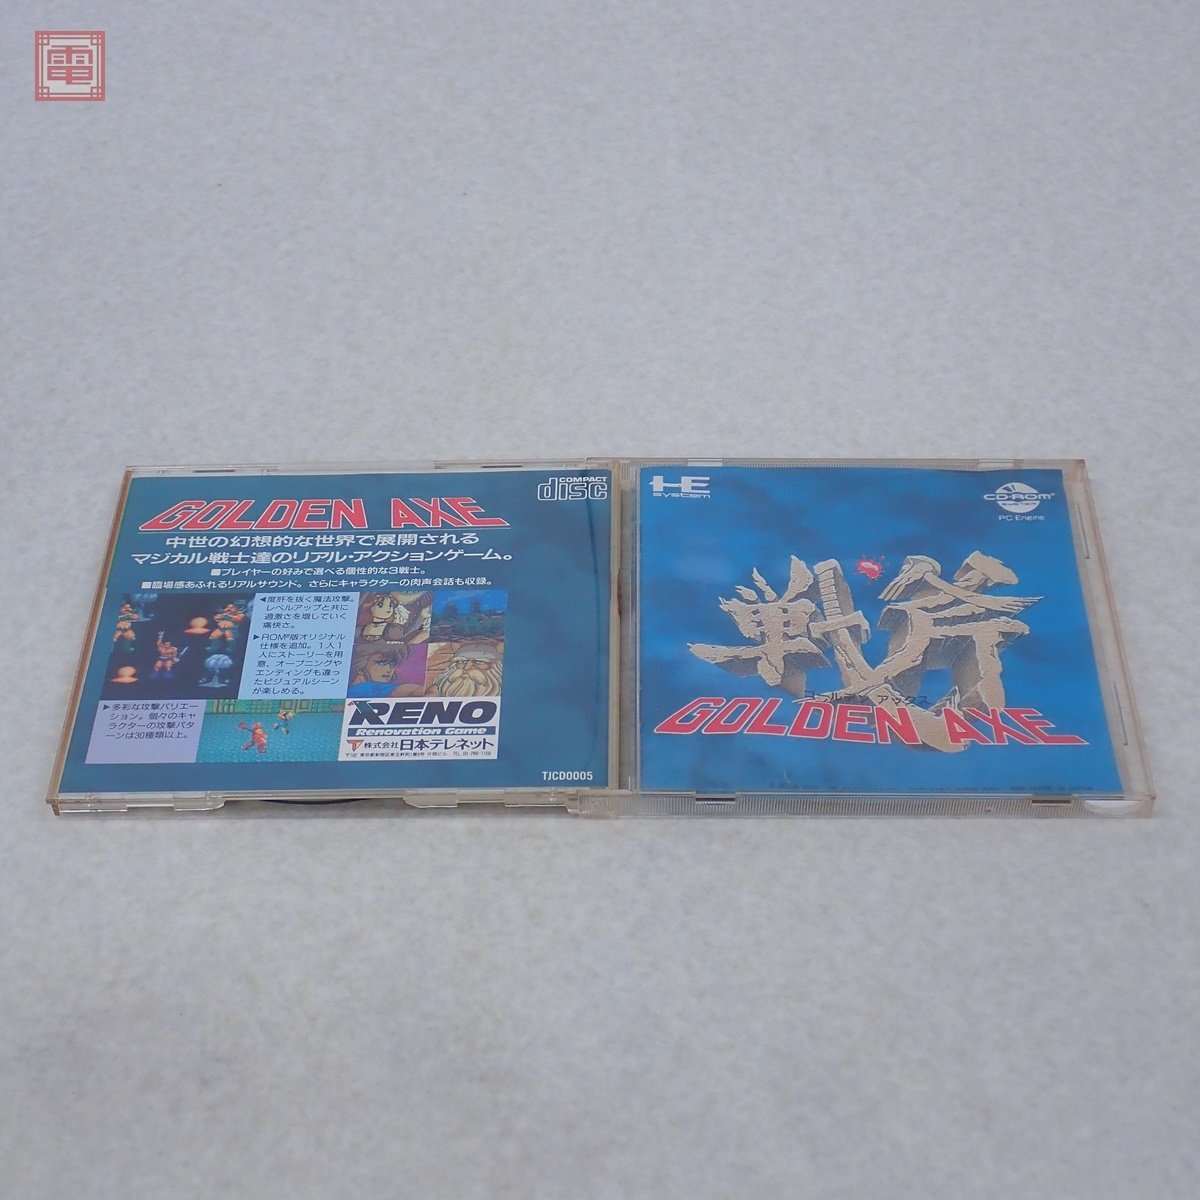 電
GOLDEN AXE
COMPACT
disc
中世の幻想的な世界で展開される
マジカル戦士達のリアル・アクションゲーム。
■プレイヤーの好みで選べる個性的な3戦士。
■臨場感あふれるリアルサウンド。さらにキャラクターの肉声会話も収録。
◀度肝を抜く魔法攻撃。
レベルアップと共に
過激さを増していく
痛快さ。
▶ROM²版オリジナル
仕様を追加。1人1
人にストーリーを用
意、オープニングや
エンディングも違っ
たビジュアルシーン
が楽しめる。
▶多彩な攻撃バリエー
ション。個々のキャ
ラクターの攻撃パタ
ーンは30種類以上。
RENO
Renovation Game
株式会社日本テレネット
TJCD0005
HE
system
CD-ROM²
SYSTEM
PC Engine
戦斧
ゴールデンアックス
GOLDEN AXE